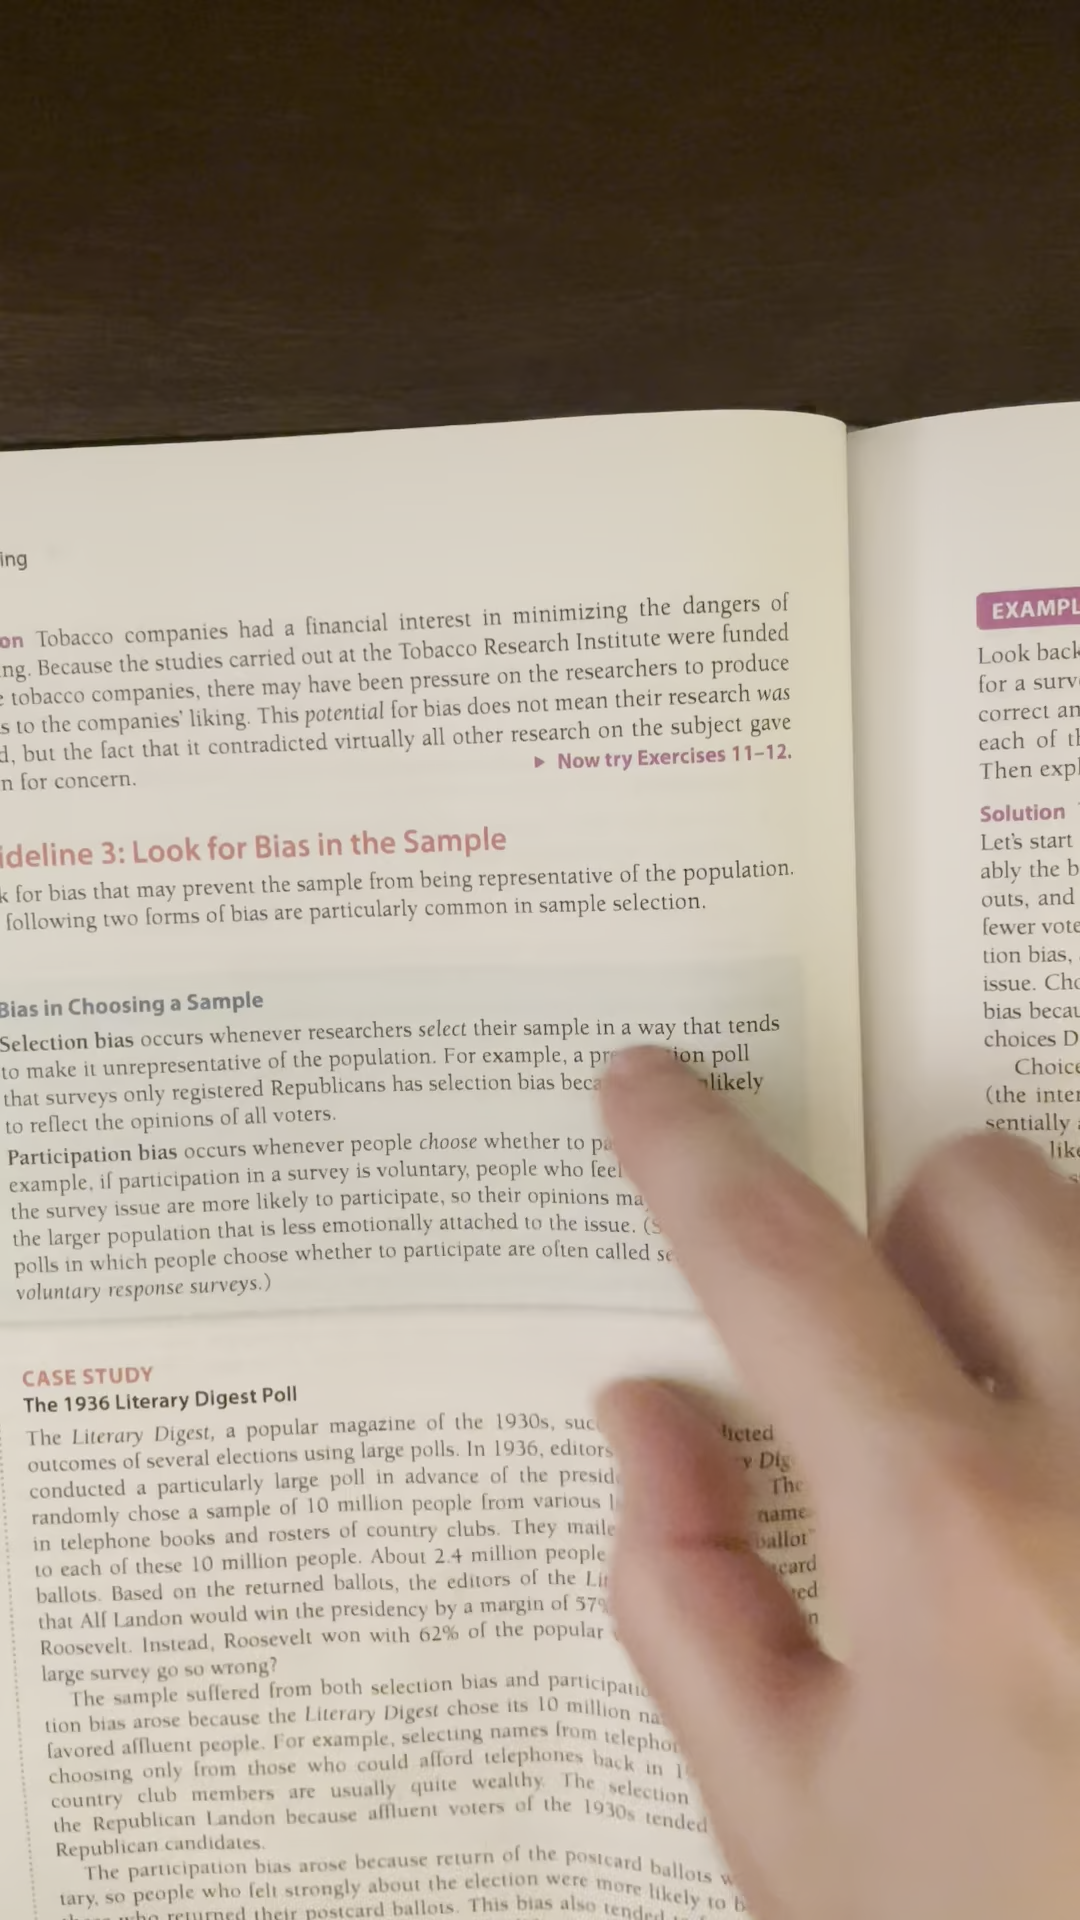 ing
on Tobacco companies had a financial interest in minimizing the dangers of
ng. Because the studies carried out at the Tobacco Research Institute were funded
e tobacco companies, there may have been pressure on the researchers to produce
s to the companies' liking. This potential for bias does not mean their research was
d, but the fact that it contradicted virtually all other research on the subject gave
n for concern.
▶ Now try Exercises 11–12.
ideline 3: Look for Bias in the Sample
k for bias that may prevent the sample from being representative of the population.
following two forms of bias are particularly common in sample selection.
Bias in Choosing a Sample
Selection bias occurs whenever researchers select their sample in a way that tends
to make it unrepresentative of the population. For example, a pre ion poll
that surveys only registered Republicans has selection bias beca likely
to reflect the opinions of all voters.
Participation bias occurs whenever people choose whether to pa
example, if participation in a survey is voluntary, people who feel
the survey issue are more likely to participate, so their opinions ma
the larger population that is less emotionally attached to the issue. (S
polls in which people choose whether to participate are often called se
voluntary response surveys.)
CASE STUDY
The 1936 Literary Digest Poll
The Literary Digest, a popular magazine of the 1930s, suc licted
outcomes of several elections using large polls. In 1936, editors y Dig
conducted a particularly large poll in advance of the presid The
randomly chose a sample of 10 million people from various l name
in telephone books and rosters of country clubs. They maile ballot"
to each of these 10 million people. About 2.4 million people card
ballots. Based on the returned ballots, the editors of the Lit ed
that Alf Landon would win the presidency by a margin of 57% n
Roosevelt. Instead, Roosevelt won with 62% of the popular
large survey go so wrong?
The sample suffered from both selection bias and participatio
tion bias arose because the Literary Digest chose its 10 million na
favored affluent people. For example, selecting names from telephon
choosing only from those who could afford telephones back in 1
country club members are usually quite wealthy. The selection
the Republican Landon because affluent voters of the 1930s tended
Republican candidates.
The participation bias arose because return of the postcard ballots w
tary, so people who felt strongly about the election were more likely to b
who returned their postcard ballots. This bias also tended
EXAMPL
Look back
for a surv
correct an
each of th
Then expl
Solution
Let's start
ably the b
outs, and
fewer vote
tion bias,
issue. Cho
bias becau
choices D
Choice
(the inter
sentially a
like